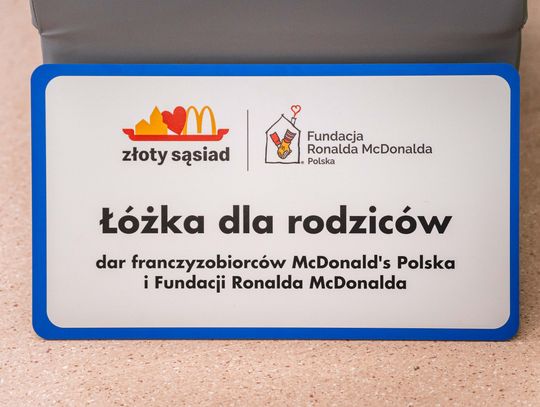 złoty sąsiad
Fundacja
Ronalda McDonalda
Polska
Łóżka dla rodziców
dar franczyzobiorców McDonald's Polska
i Fundacji Ronalda McDonalda